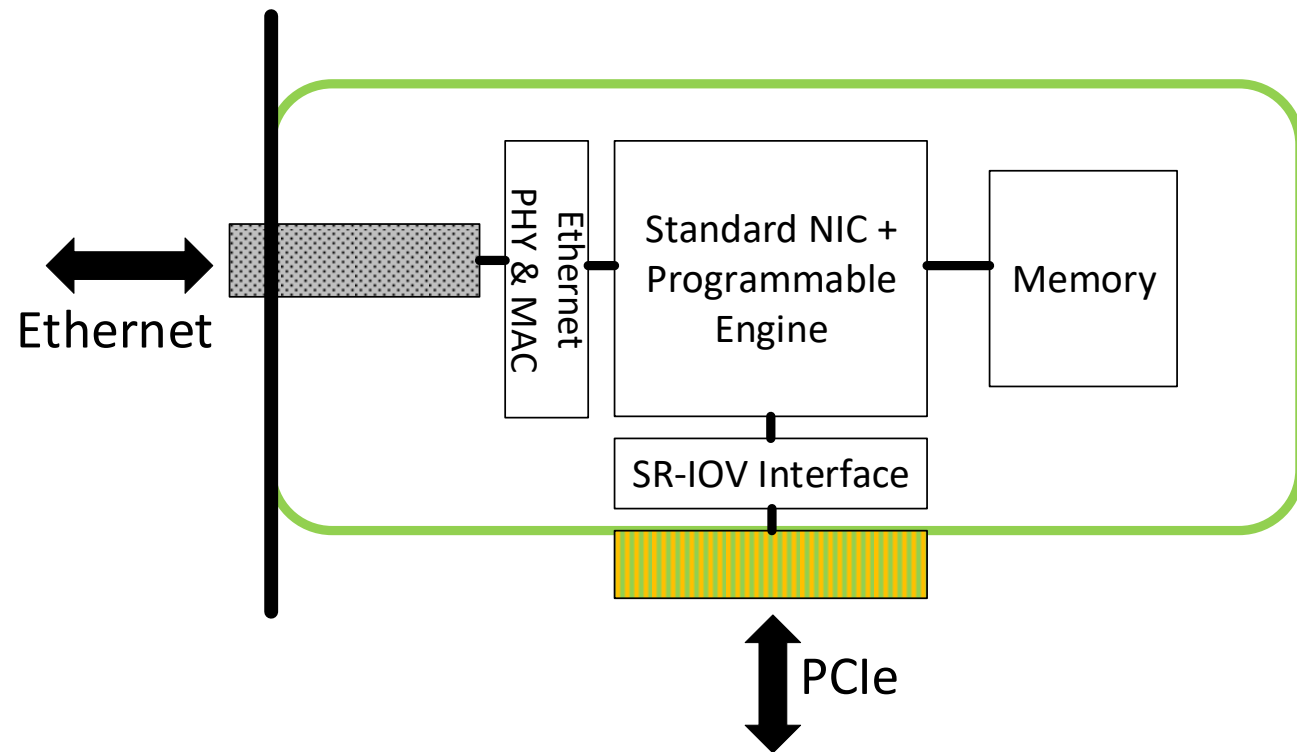 Ethernet
Ethernet
PHY & MAC
Standard NIC +
Programmable
Engine
Memory
SR-IOV Interface
PCIe